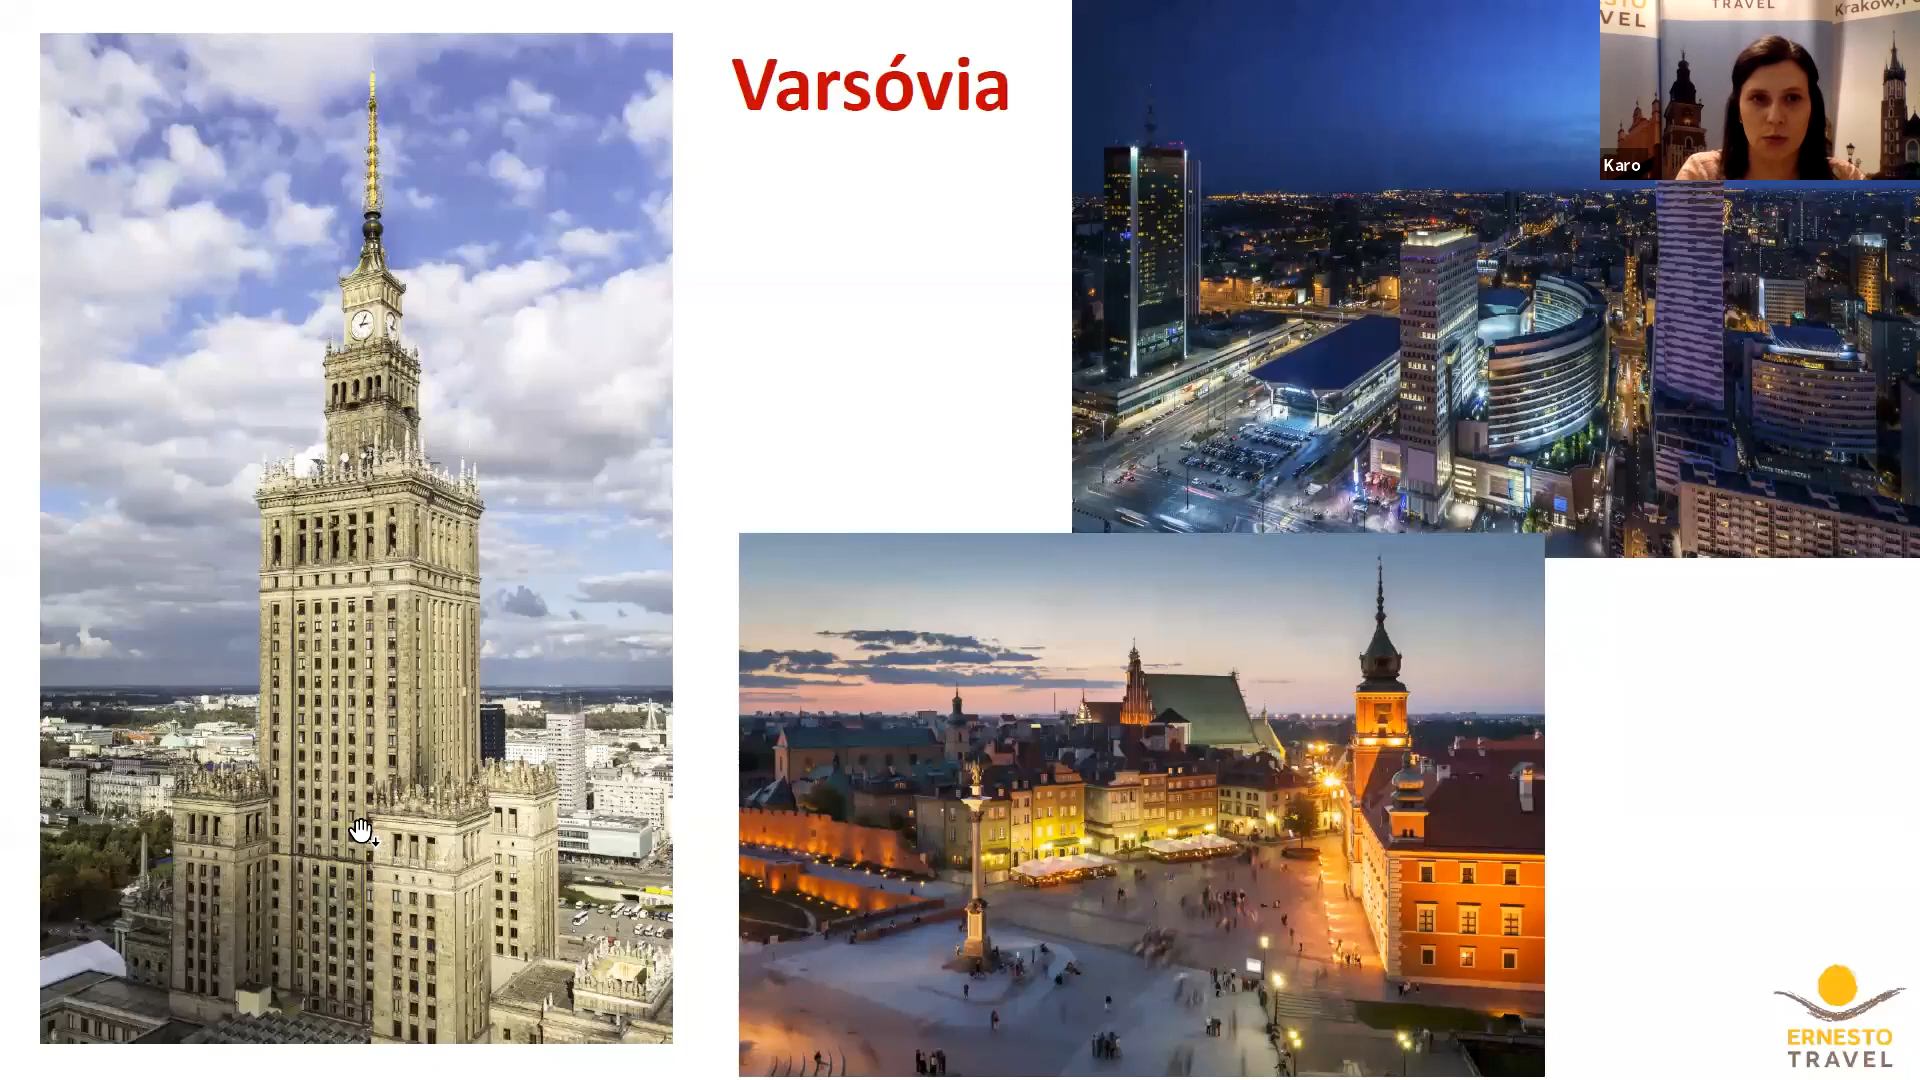 Varsóvia
VEL
TRAVEL
Krakow, P
Karo
ERNESTO
TRAVEL